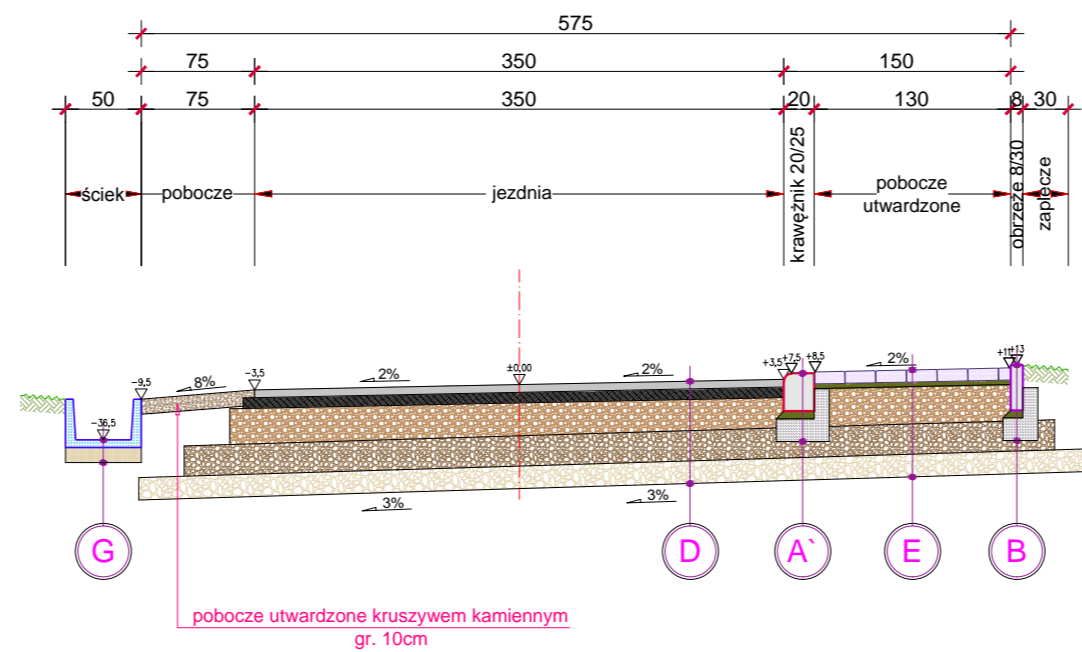 575
75 350 150
50 75 350 20 130 8 30
ściek pobocze jezdnia krawężnik 20/25 pobocze utwardzone obrzeże 8/30 zaplecze
-9,5 8% -3,5 2% ±0,00 2% +3,5 +7,5 +8,5 2% +11 +13
-36,5
3% 3%
G D A` E B
pobocze utwardzone kruszywem kamiennym
gr. 10cm